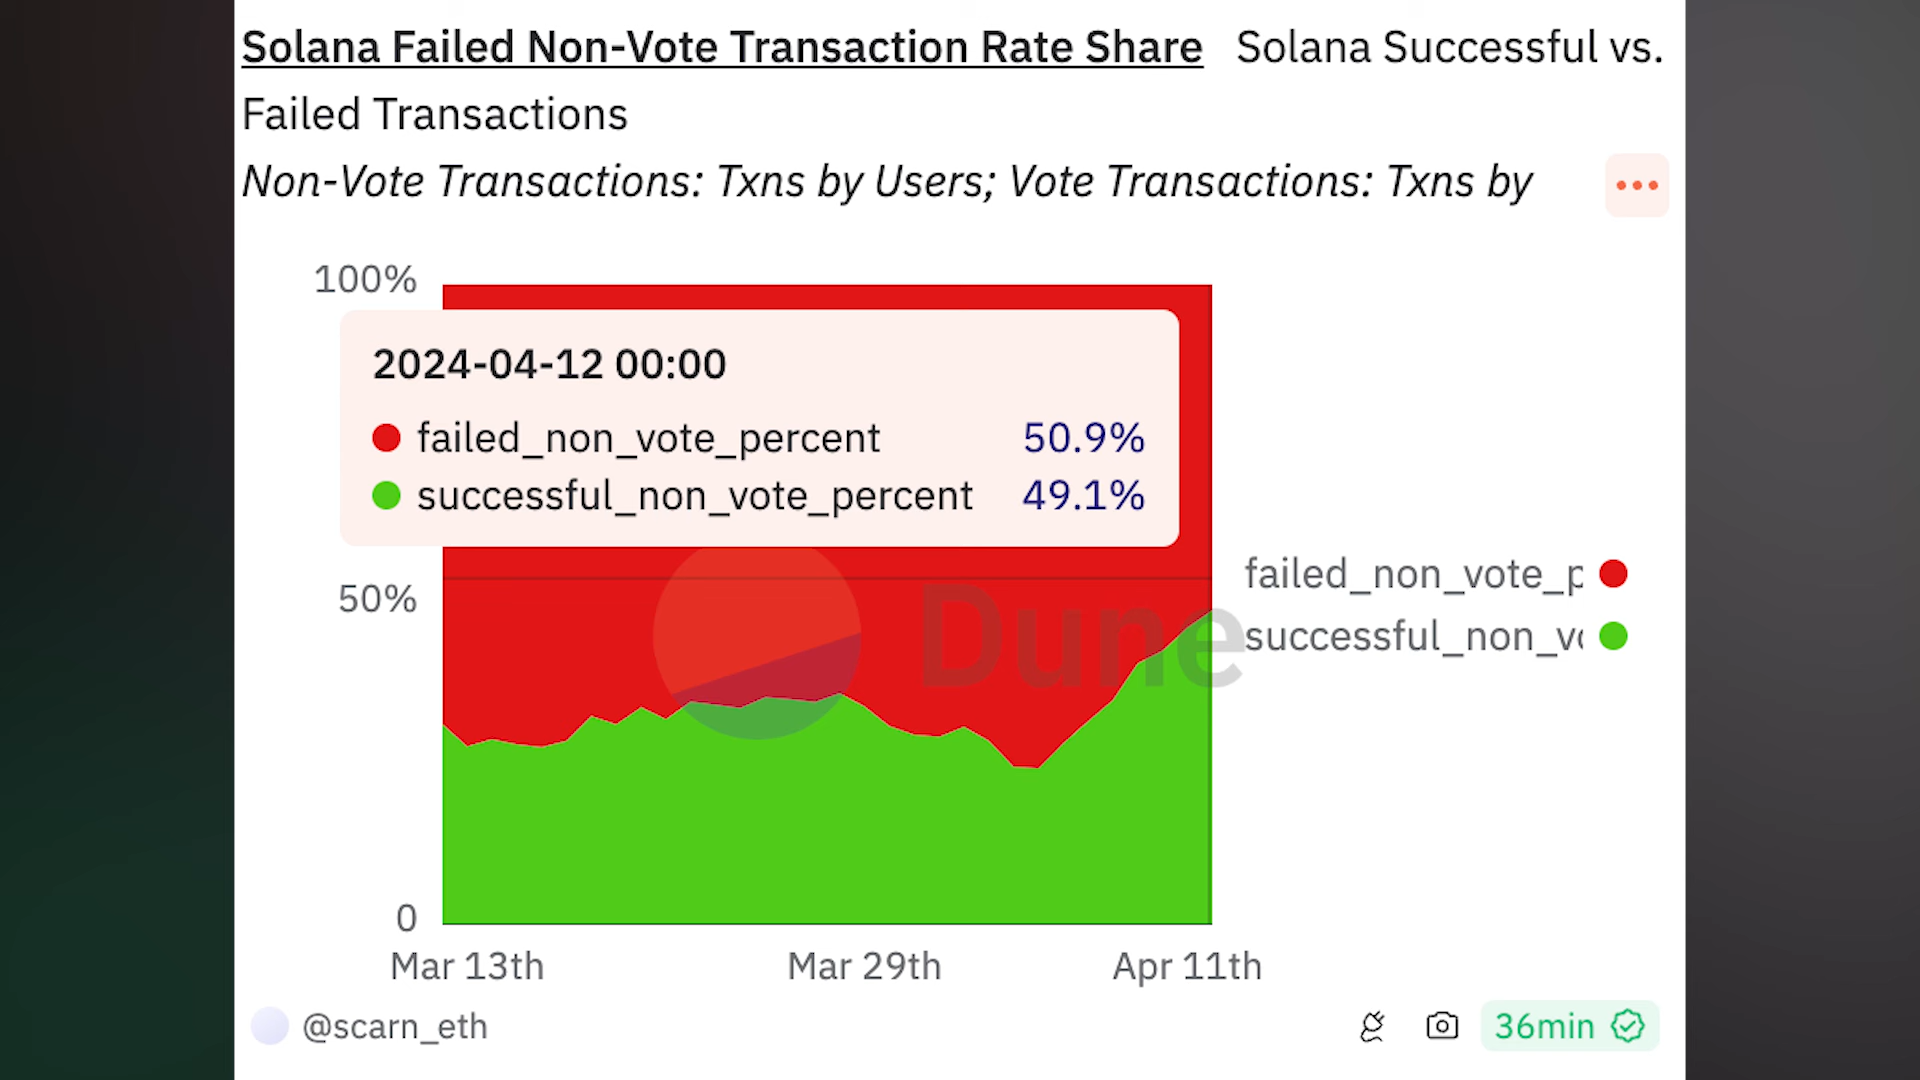 Solana Failed Non-Vote Transaction Rate Share Solana Successful vs.
Failed Transactions
Non-Vote Transactions: Txns by Users; Vote Transactions: Txns by
100%
2024-04-12 00:00
failed_non_vote_percent 50.9%
successful_non_vote_percent 49.1%
50%
Dune
failed_non_vote_p
successful_non_v
0
Mar 13th Mar 29th Apr 11th
@scarn_eth
36min